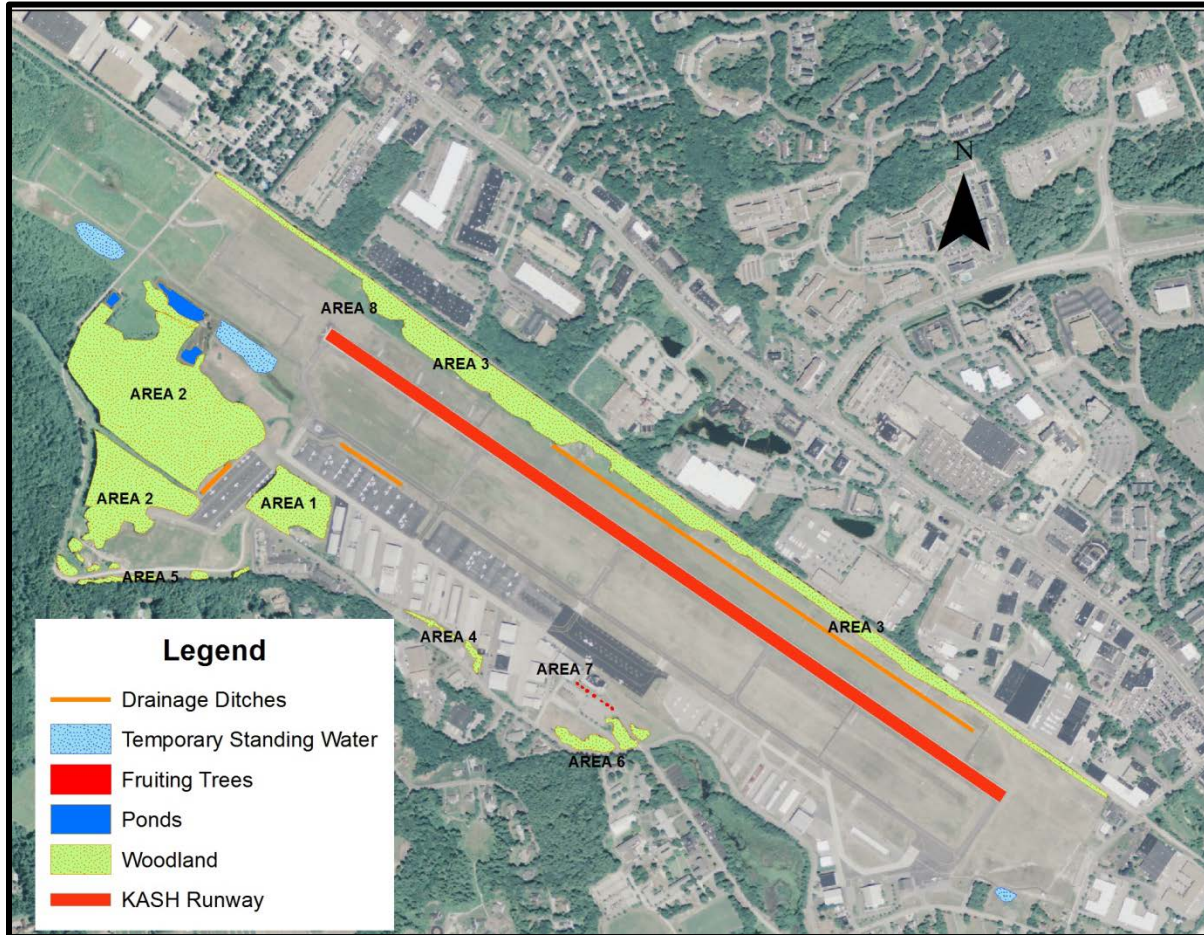 N
AREA 8
AREA 3
AREA 2
AREA 2
AREA 1
AREA 5
AREA 4
AREA 3
AREA 7
AREA 6
Legend
Drainage Ditches
Temporary Standing Water
Fruiting Trees
Ponds
Woodland
KASH Runway